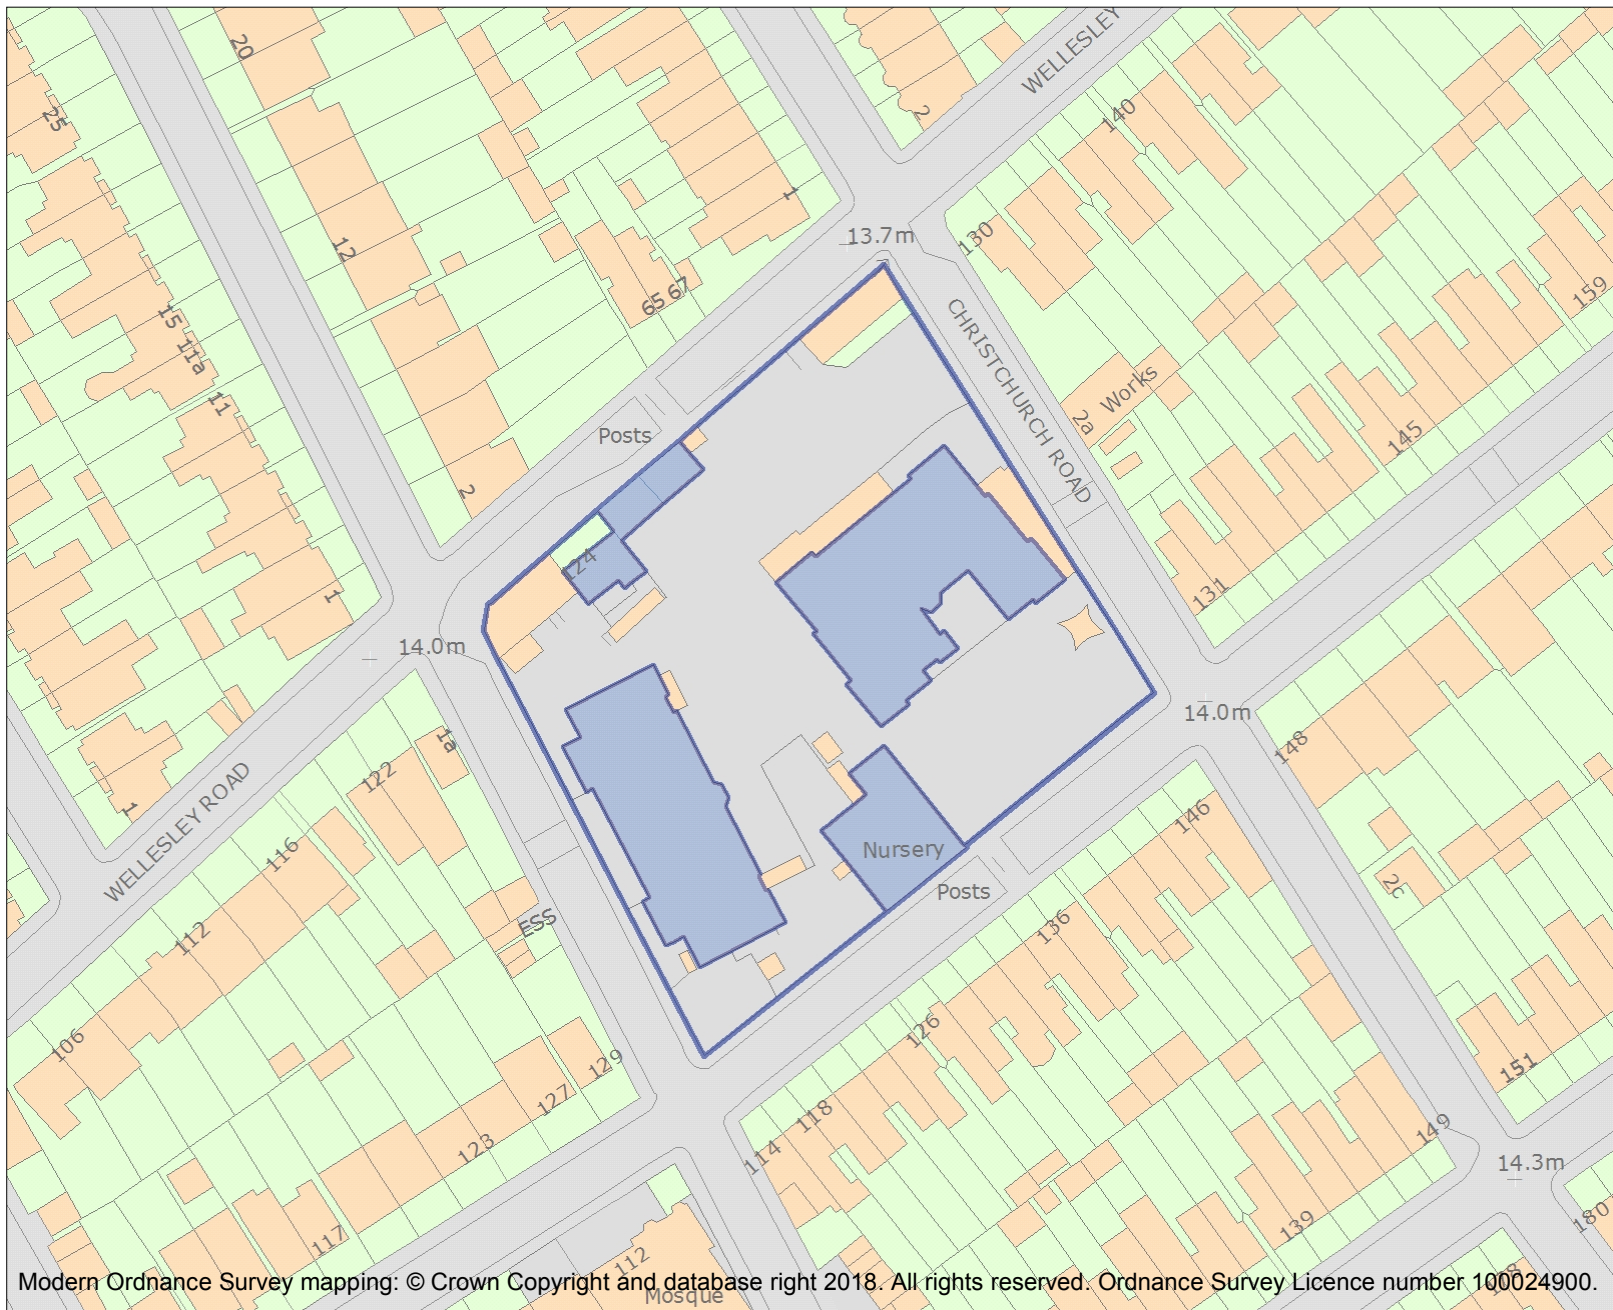 20
WELLESLEY
2
140
25
1
12
13.7m
130
65 67
159
15
11a
CHRISTCHURCH ROAD
2a Works
11
Posts
145
2
124
131
1
14.0m
14.0m
1a
148
122
1
WELLESLEY ROAD
146
116
Nursery
Posts
2c
112
ESS
136
106
126
129
151
127
118
149
123
114
14.3m
117
139
180
112
Mosque
Modern Ordnance Survey mapping: © Crown Copyright and database right 2018. All rights reserved. Ordnance Survey Licence number 100024900.